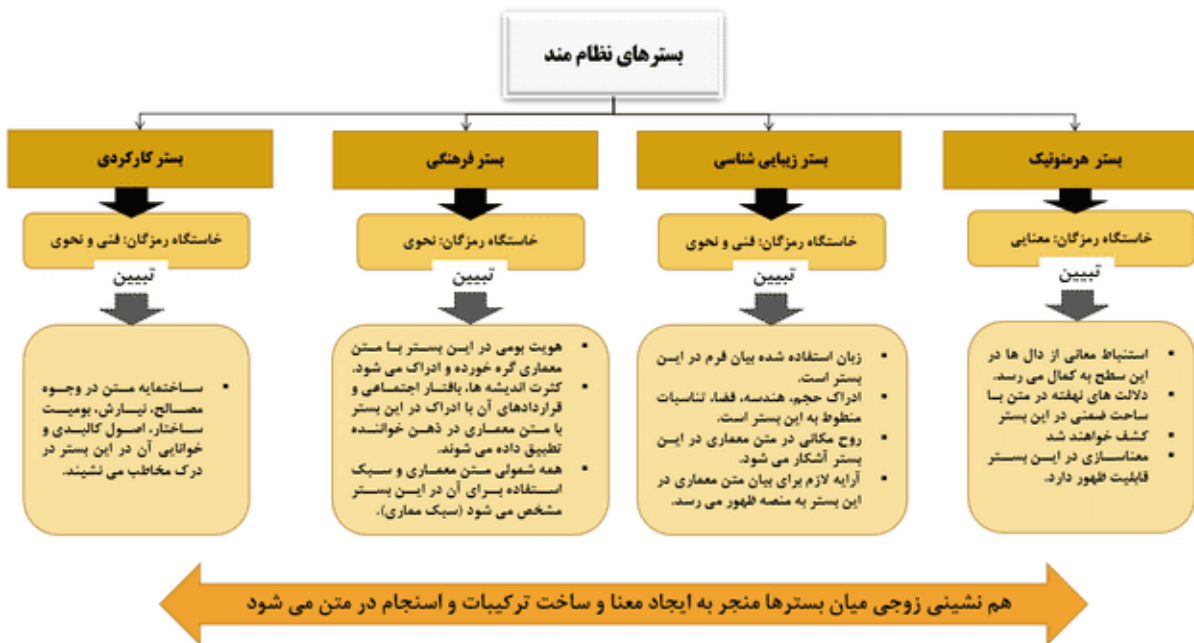 بسترهای نظام مند
بستر هرمنوتیک
خاستگاه رمزگان: معنایی
تبیین
استنباط معانی از دال ها در
این سطح به کمال می رسد.
دلالت های نهفته در متن با
ساحت ضمنی در این بستر
کشف خواهند شد
معناسازی در این بستر
قابلیت ظهور دارد.
بستر زیبایی شناسی
خاستگاه رمزگان: فنی و نحوی
تبیین
زبان استفاده شده بیان فرم در این
بستر است.
ادراک حجم، هندسه، فضا، تناسبات
منطوط به این بستر است.
روح مکانی در متن معماری در این
بستر آشکار می شود.
آرایه لازم برای بیان متن معماری در
این بستر به منصه ظهور می رسد.
بستر فرهنگی
خاستگاه رمزگان: نحوی
تبیین
هویت بومی در این بستر با متن
معماری گره خورده و ادراک می شود.
کثرت اندیشه ها، بافتار اجتماعی و
قراردادهای آن با ادراک در این بستر
با متن معماری در ذهن خواننده
تطبیق داده می شوند.
همه شمولی متن معماری و سبک
استفاده برای آن در این بستر
مشخص می شود (سبک مماری).
بستر کارکردی
خاستگاه رمزگان: فنی و نحوی
تبیین
ساختمایه متن در وجوه
مصالح، نیارش، بومیت
ساختار، اصول کالبدی و
خوانایی آن در این بستر در
درک مخاطب می نشیند.
هم نشینی زوجی میان بسترها منجر به ایجاد معنا و ساخت ترکیبات و انسجام در متن می شود